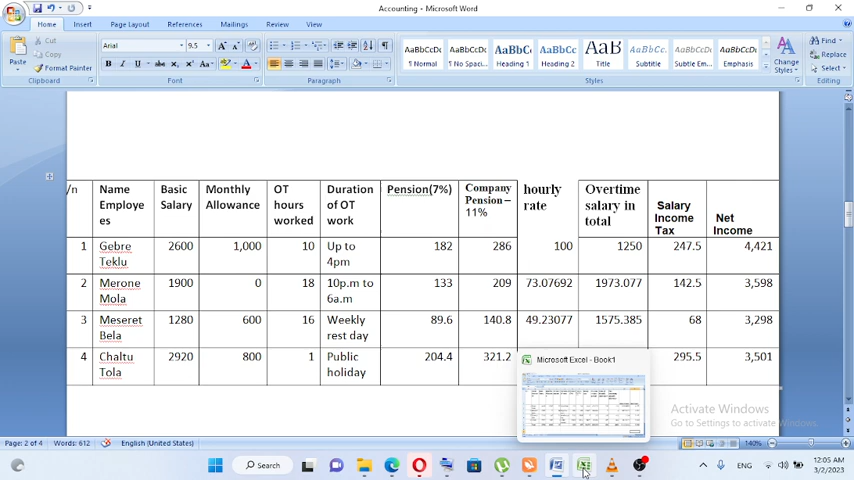 Accounting - Microsoft Word
Home Insert Page Layout References Mailings Review View
Paste Cut Copy Format Painter
Clipboard
Arial 9.5
Font
Paragraph
AaBbCcDc AaBbCcDc AaBbC AaBbCc AaB AaBbCc. AaBbCcDc AaBbCcDc
¶ Normal ¶ No Spaci... Heading 1 Heading 2 Title Subtitle Subtle Em... Emphasis
Change Styles
Styles
Find
Replace
Select
Editing
/n Name Employe es Basic Salary Monthly Allowance OT hours worked Duration of OT work Pension(7%) Company Pension – 11% hourly rate Overtime salary in total Salary Income Tax Net Income
1 Gebre Teklu 2600 1,000 10 Up to 4pm 182 286 100 1250 247.5 4,421
2 Merone Mola 1900 0 18 10p.m to 6a.m 133 209 73.07692 1973.077 142.5 3,598
3 Meseret Bela 1280 600 16 Weekly rest day 89.6 140.8 49.23077 1575.385 68 3,298
4 Chaltu Tola 2920 800 1 Public holiday 204.4 321.2 295.5 3,501
Microsoft Excel - Book1
Activate Windows
Go to Settings to activate Windows.
Page: 2 of 4 Words: 612 English (United States) 140%
Search
ENG
12:05 AM
3/2/2023